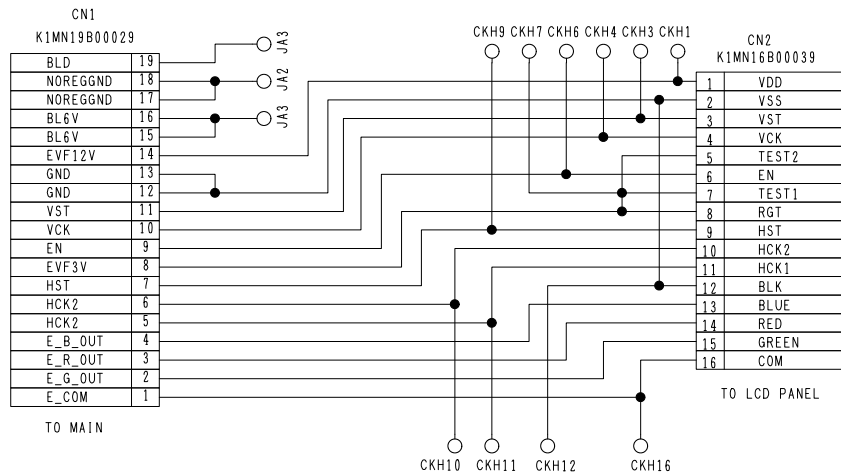 CN1
K1MN19B00029
BLD 19
NOREGGND 18
NOREGGND 17
BL6V 16
BL6V 15
EVF12V 14
GND 13
GND 12
VST 11
VCK 10
EN 9
EVF3V 8
HST 7
HCK2 6
HCK2 5
E_B_OUT 4
E_R_OUT 3
E_G_OUT 2
E_COM 1
TO MAIN
JA3
JA2
JA3
CKH9 CKH7 CKH6 CKH4 CKH3 CKH1
CN2
K1MN16B00039
1 VDD
2 VSS
3 VST
4 VCK
5 TEST2
6 EN
7 TEST1
8 RGT
9 HST
10 HCK2
11 HCK1
12 BLK
13 BLUE
14 RED
15 GREEN
16 COM
TO LCD PANEL
CKH10 CKH11 CKH12 CKH16